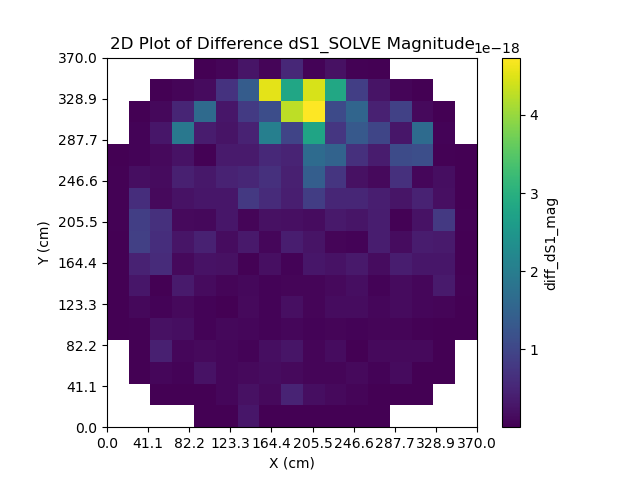 2D Plot of Difference dS1_SOLVE Magnitude
1e−18
370.0
328.9
287.7
246.6
205.5
164.4
123.3
82.2
41.1
0.0
Y (cm)
0.0 41.1 82.2 123.3 164.4 205.5 246.6 287.7 328.9 370.0
X (cm)
4
3
2
1
diff_dS1_mag